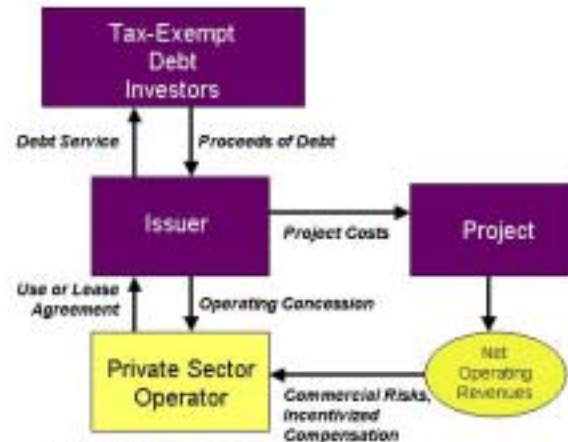 Tax-Exempt
Debt
Investors
Debt Service
Proceeds of Debt
Issuer
Project Costs
Project
Use or Lease
Agreement
Operating Concession
Private Sector
Operator
Net
Operating
Revenues
Commercial Risks,
Incentivized
Compensation